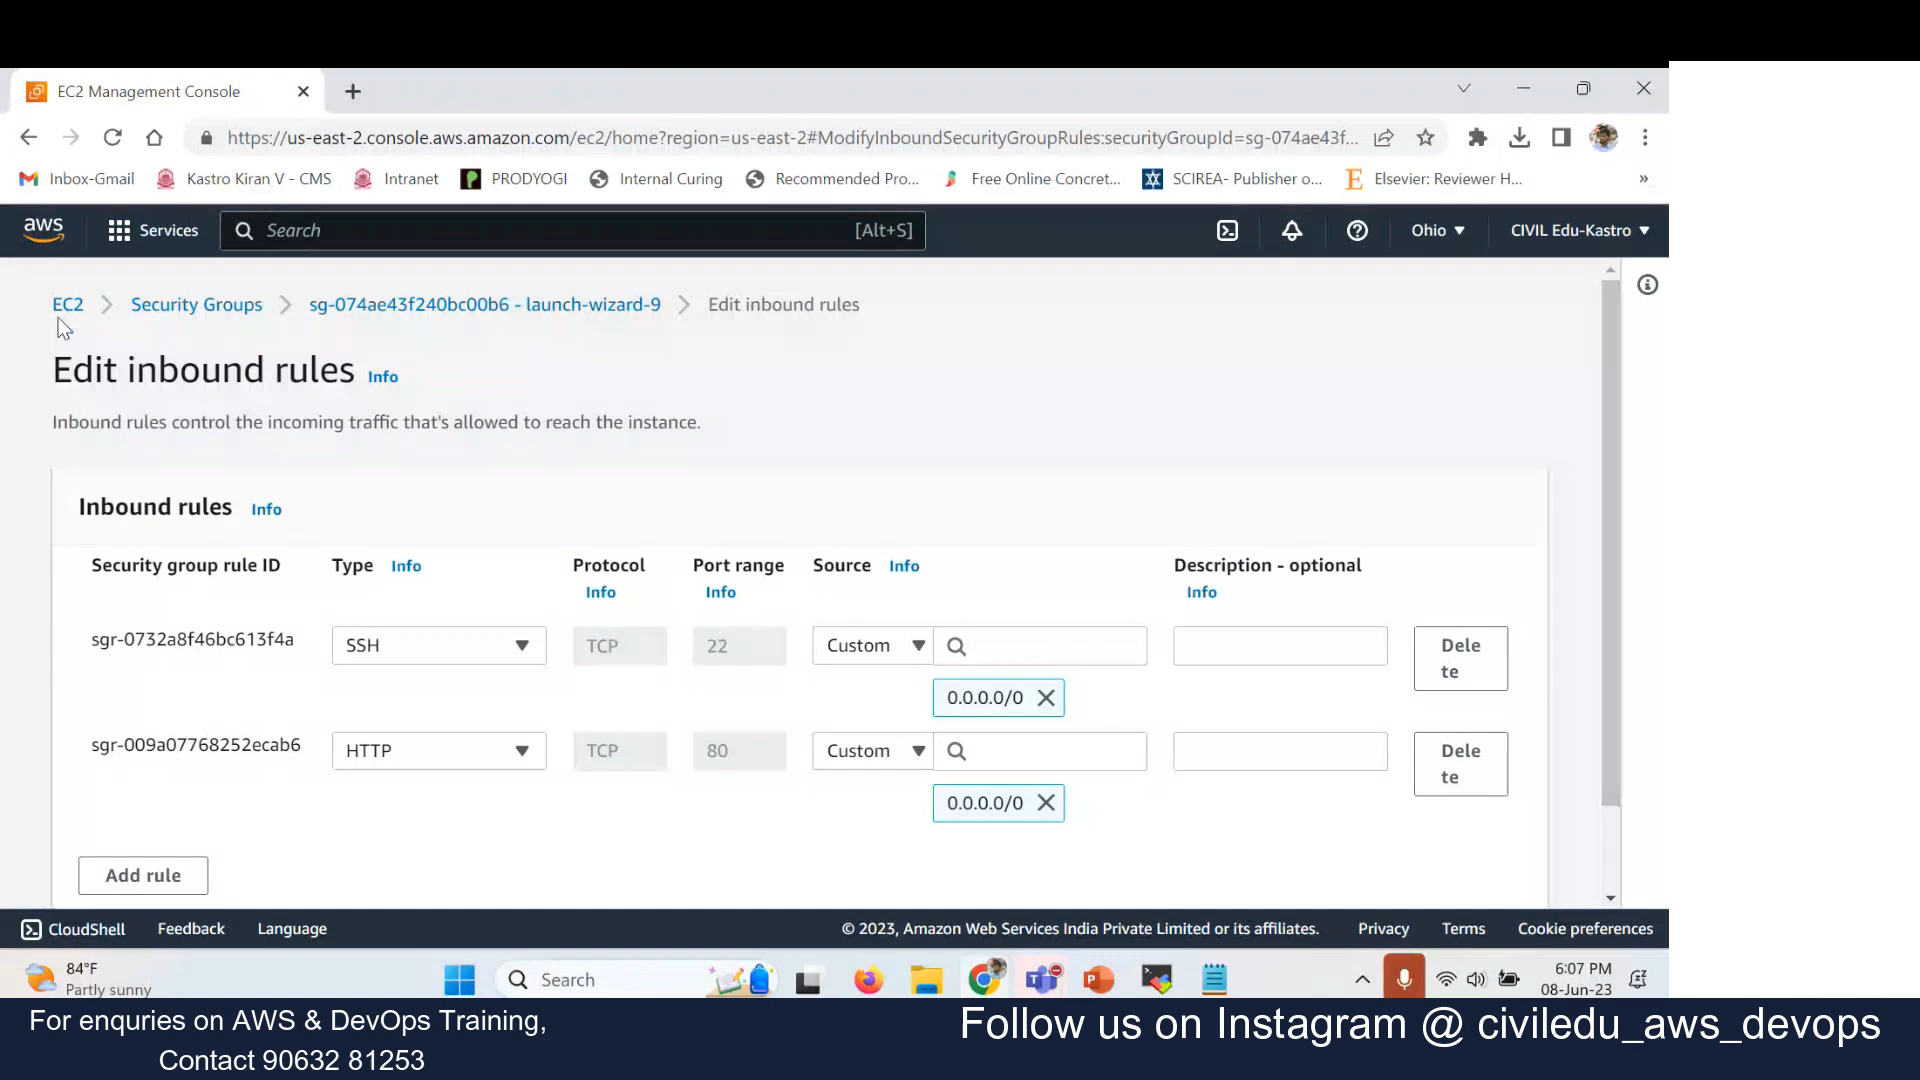 EC2 Management Console
https://us-east-2.console.aws.amazon.com/ec2/home?region=us-east-2#ModifyInboundSecurityGroupRules:securityGroupId=sg-074ae43f...
Inbox-Gmail Kastro Kiran V - CMS Intranet PRODYOGI Internal Curing Recommended Pro... Free Online Concret... SCIREA- Publisher o... Elsevier: Reviewer H... »
aws Services Search [Alt+S] Ohio CIVIL Edu-Kastro
EC2 Security Groups sg-074ae43f240bc00b6 - launch-wizard-9 Edit inbound rules
Edit inbound rules Info
Inbound rules control the incoming traffic that's allowed to reach the instance.
Inbound rules Info
Security group rule ID Type Info Protocol Port range Source Info Description - optional
Info Info Info
sgr-0732a8f46bc613f4a SSH TCP 22 Custom Dele
te
0.0.0.0/0
sgr-009a07768252ecab6 HTTP TCP 80 Custom Dele
te
0.0.0.0/0
Add rule
CloudShell Feedback Language © 2023, Amazon Web Services India Private Limited or its affiliates. Privacy Terms Cookie preferences
84°F Search 6:07 PM
Partly sunny 08-Jun-23
For enquries on AWS & DevOps Training, Follow us on Instagram @ civiledu_aws_devops
Contact 90632 81253